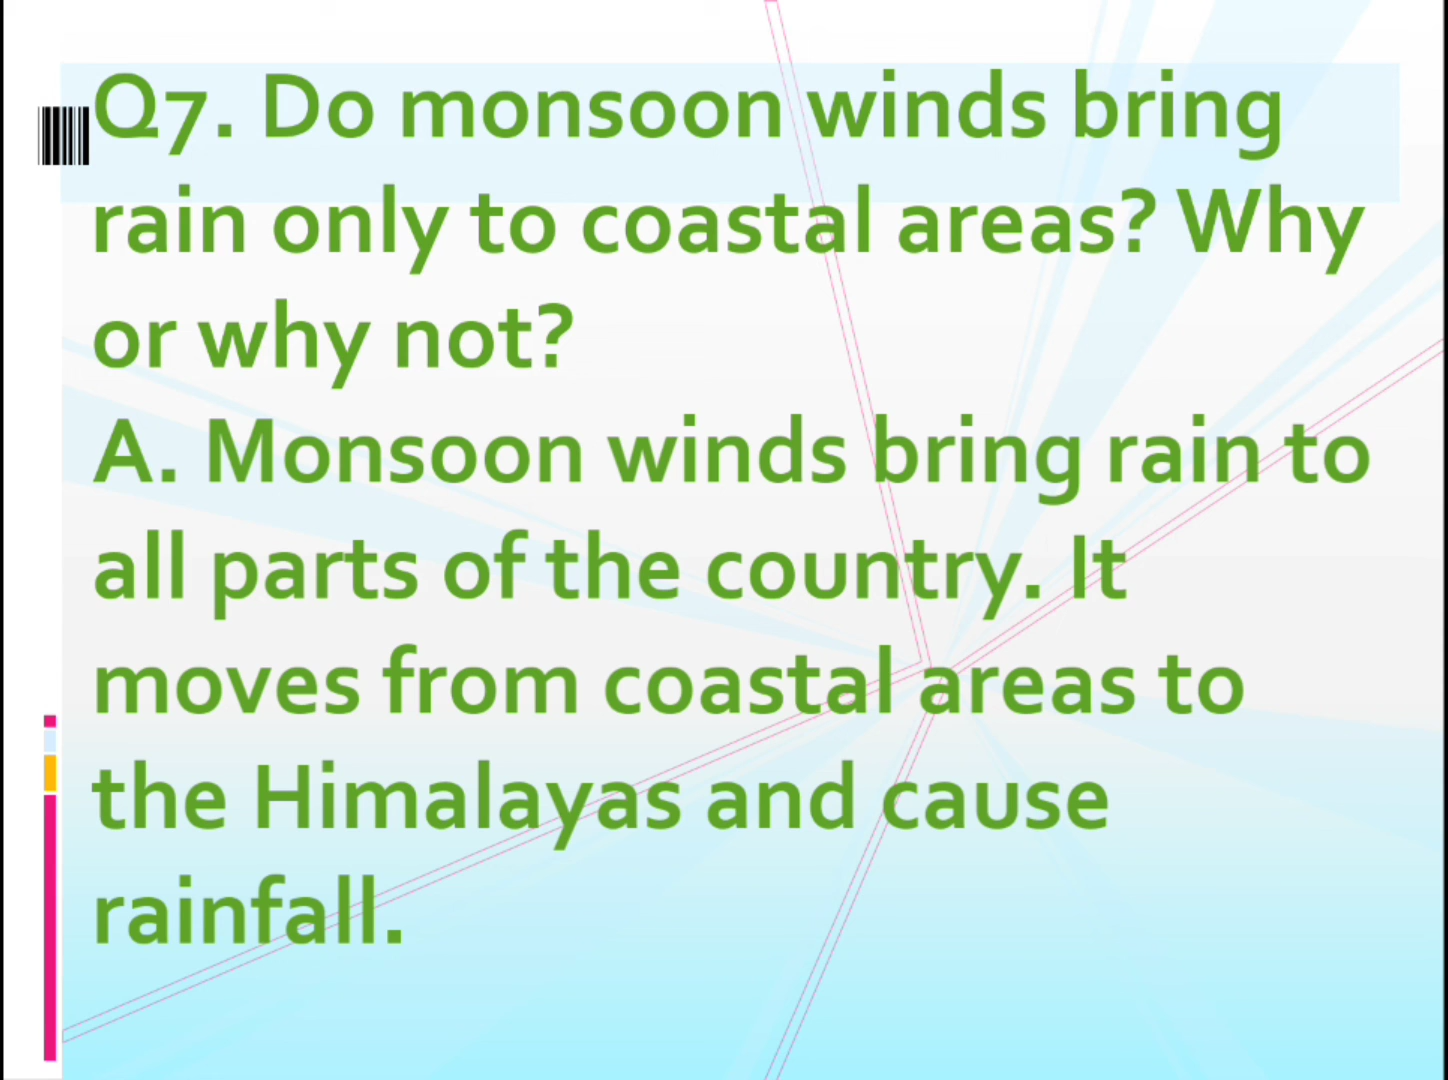 Q7. Do monsoon winds bring
rain only to coastal areas? Why
or why not?
A. Monsoon winds bring rain to
all parts of the country. It
moves from coastal areas to
the Himalayas and cause
rainfall.